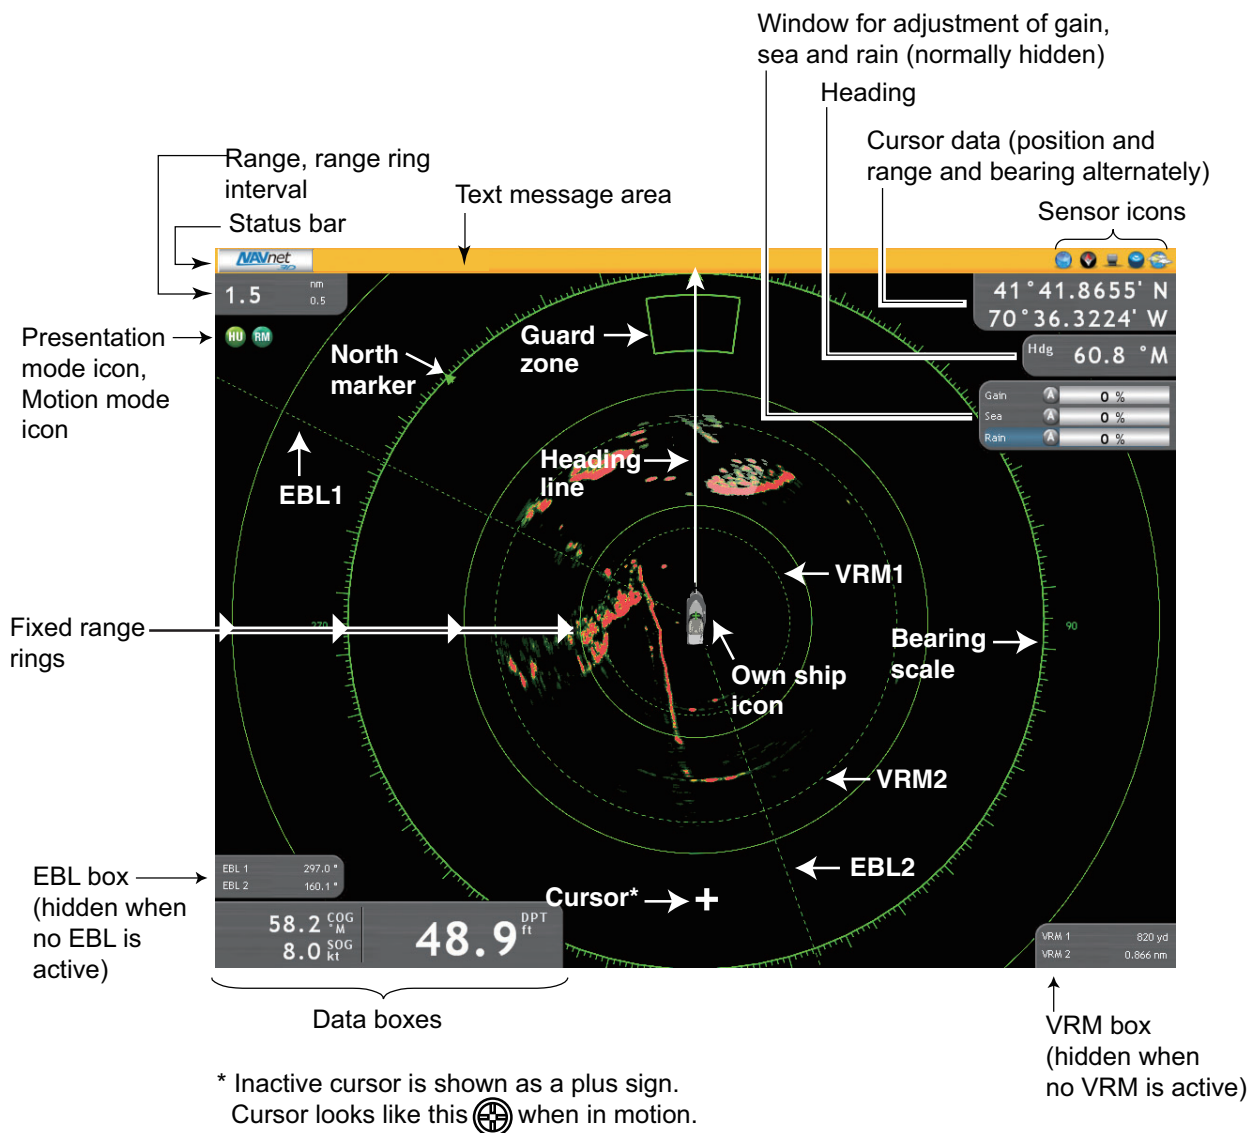 Window for adjustment of gain,
sea and rain (normally hidden)
Heading
Cursor data (position and
range and bearing alternately)
Sensor icons
Range, range ring
interval
Text message area
Status bar
NAVnet
3D
1.5 nm
0.5
41°41.8655' N
70°36.3224' W
HU RM
Presentation
mode icon,
Motion mode
icon
North
marker
Guard
zone
Hdg 60.8 °M
Gain A 0 %
Sea A 0 %
Rain A 0 %
EBL1
Heading
line
VRM1
Fixed range
rings
270
Bearing
scale
90
Own ship
icon
VRM2
EBL2
Cursor*
EBL box
(hidden when
no EBL is
active)
EBL 1 297.0 °
EBL 2 160.1 °
58.2 COG °M
8.0 SOG kt
48.9 DPT ft
VRM 1 820 yd
VRM 2 0.866 nm
Data boxes
VRM box
(hidden when
no VRM is active)
* Inactive cursor is shown as a plus sign.
Cursor looks like this when in motion.